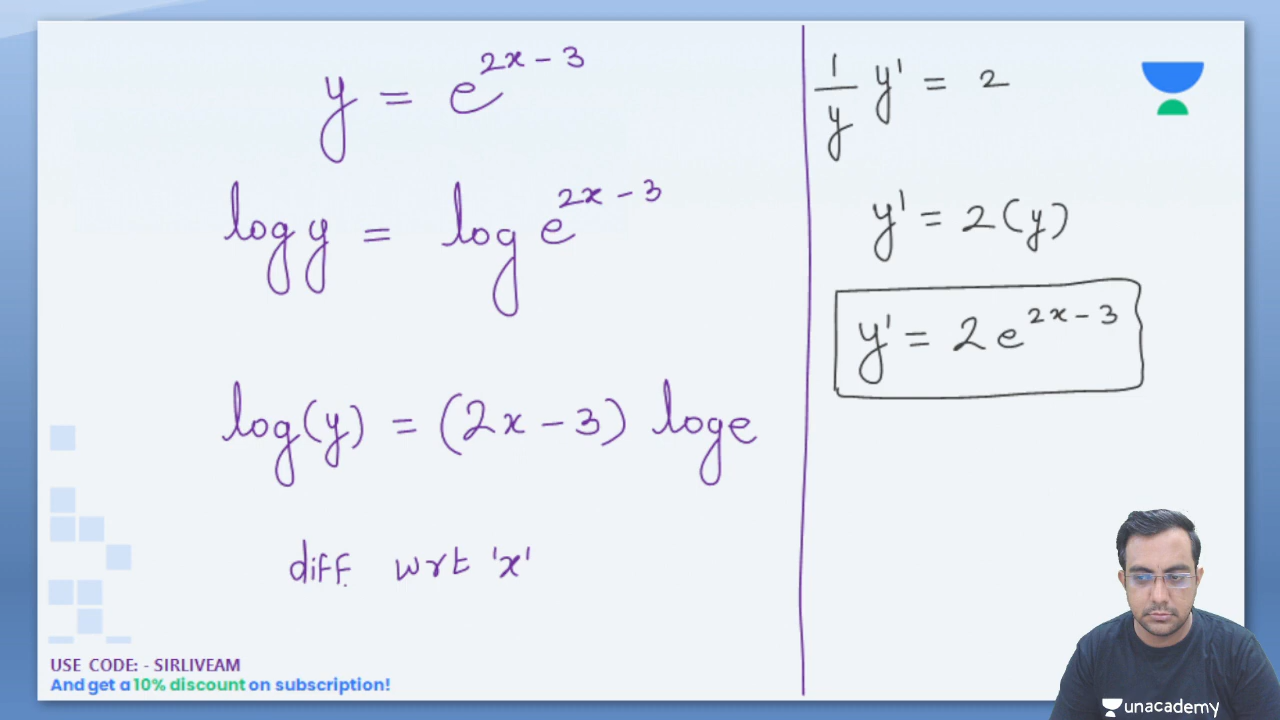 y = e^{2x - 3}
log y = log e^{2x - 3}
log(y) = (2x - 3) loge
diff. wrt 'x'
1/y y' = 2
y' = 2(y)
y' = 2e^{2x - 3}
USE CODE: - SIRLIVEAM
And get a 10% discount on subscription!
unacademy